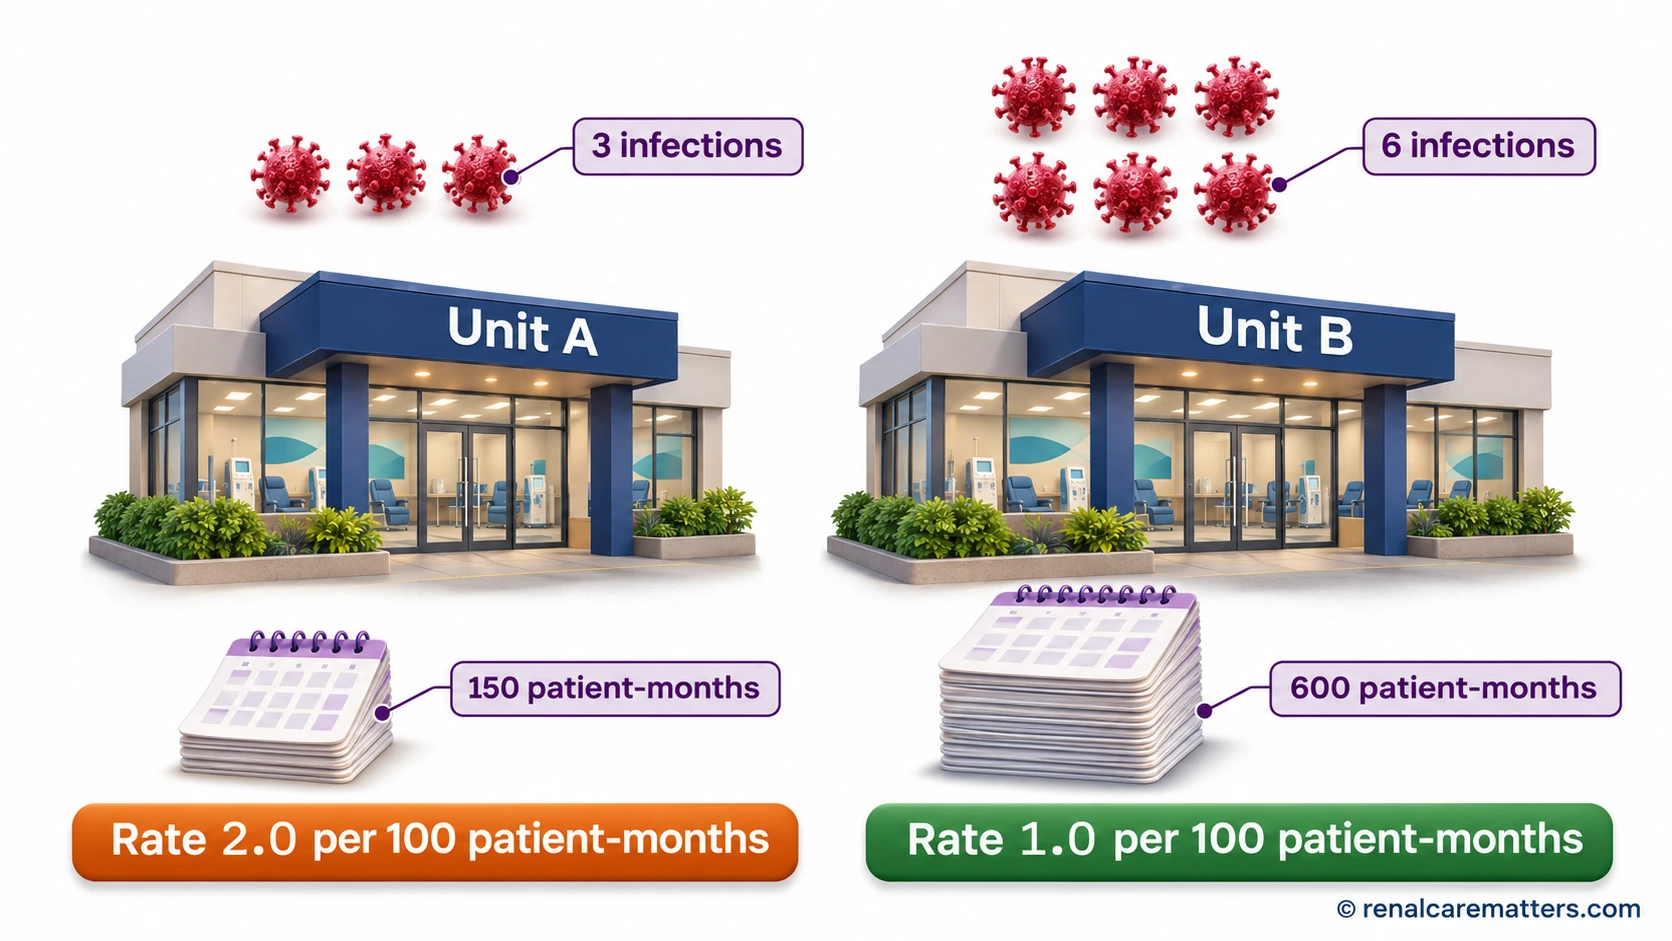 3 infections
6 infections
Unit A
Unit B
150 patient-months
600 patient-months
Rate 2.0 per 100 patient-months
Rate 1.0 per 100 patient-months
© renalcarematters.com